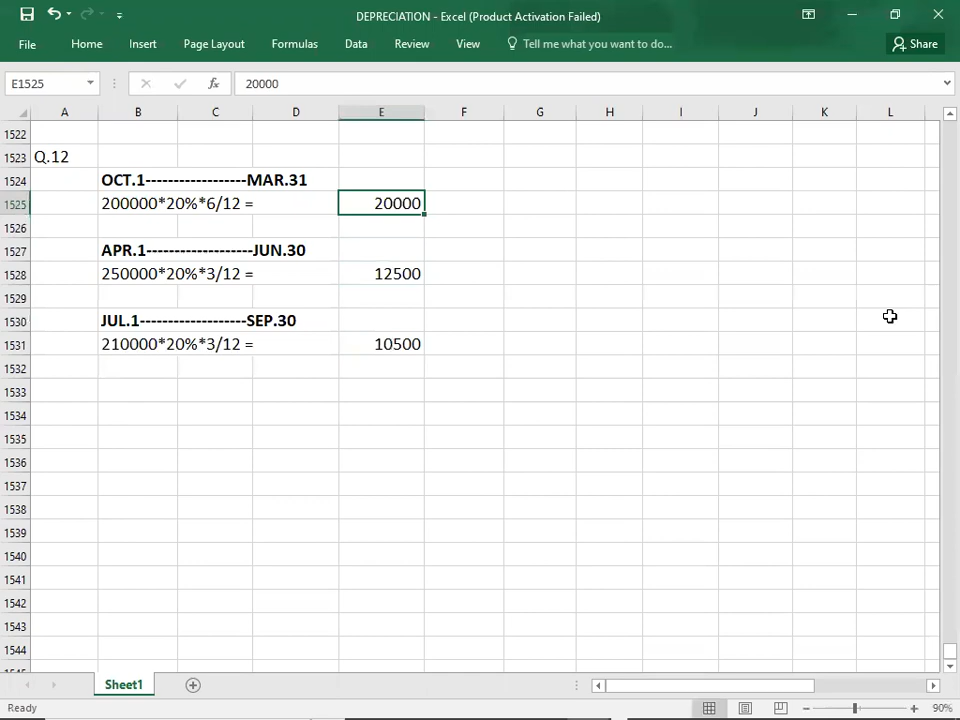 DEPRECIATION - Excel (Product Activation Failed)
File Home Insert Page Layout Formulas Data Review View Tell me what you want to do... Share
E1525 fx 20000
A B C D E F G H I J K L
1522
1523 Q.12
1524 OCT.1------------------MAR.31
1525 200000*20%*6/12 = 20000
1526
1527 APR.1-------------------JUN.30
1528 250000*20%*3/12 = 12500
1529
1530 JUL.1-------------------SEP.30
1531 210000*20%*3/12 = 10500
1532
1533
1534
1535
1536
1537
1538
1539
1540
1541
1542
1543
1544
Sheet1
Ready 90%